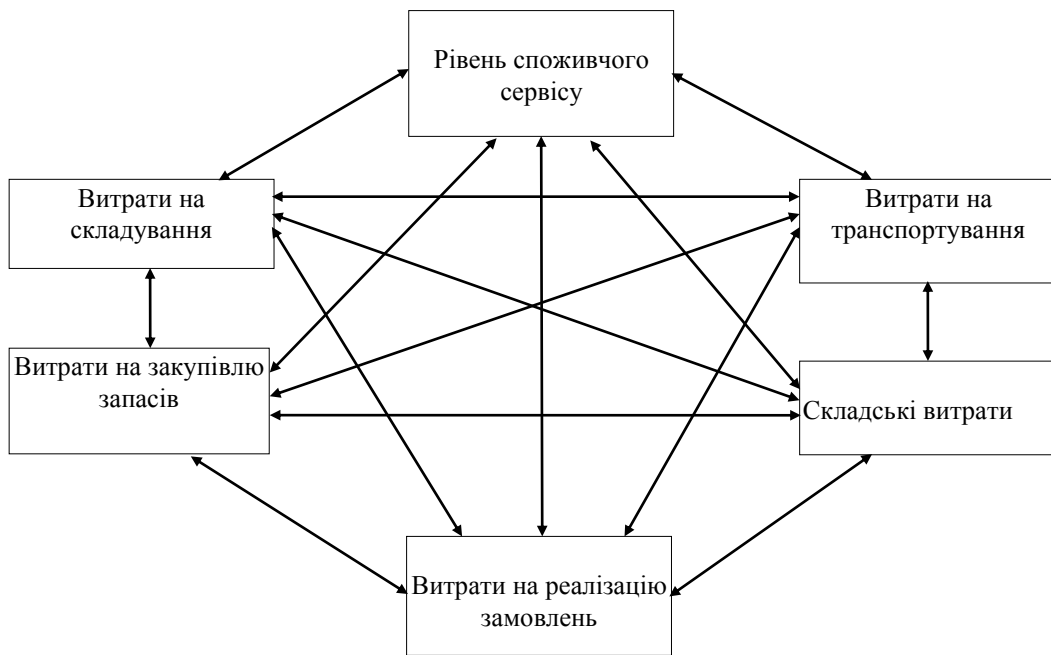 Рівень споживчого
сервісу
Витрати на
складування
Витрати на
транспортування
Витрати на закупівлю
запасів
Складські витрати
Витрати на реалізацію
замовлень